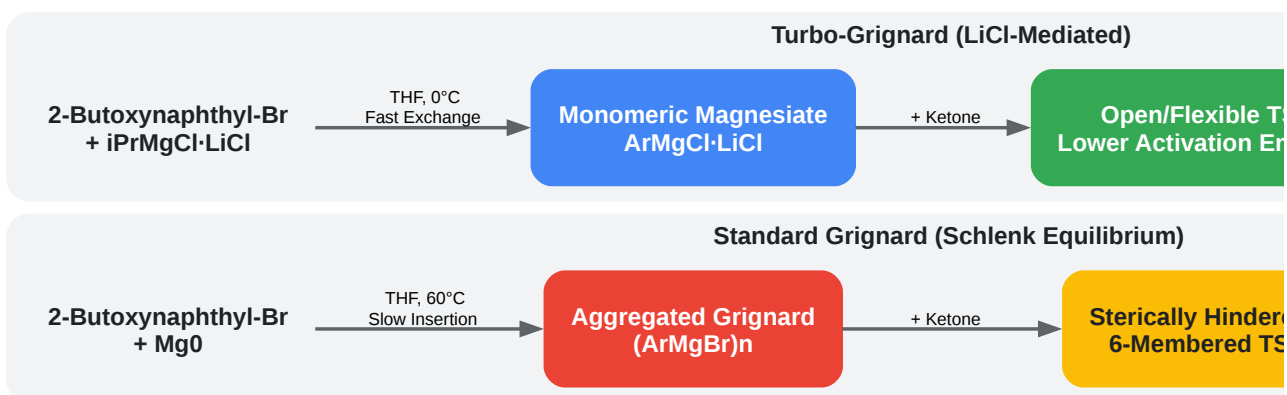 Turbo-Grignard (LiCl-Mediated)
2-Butoxynaphthyl-Br
+ iPrMgCl·LiCl
THF, 0°C
Fast Exchange
Monomeric Magnesiate
ArMgCl·LiCl
+ Ketone
Open/Flexible
Lower Activation
Standard Grignard (Schlenk Equilibrium)
2-Butoxynaphthyl-Br
+ Mg0
THF, 60°C
Slow Insertion
Aggregated Grignard
(ArMgBr)n
+ Ketone
Sterically
6-Membered